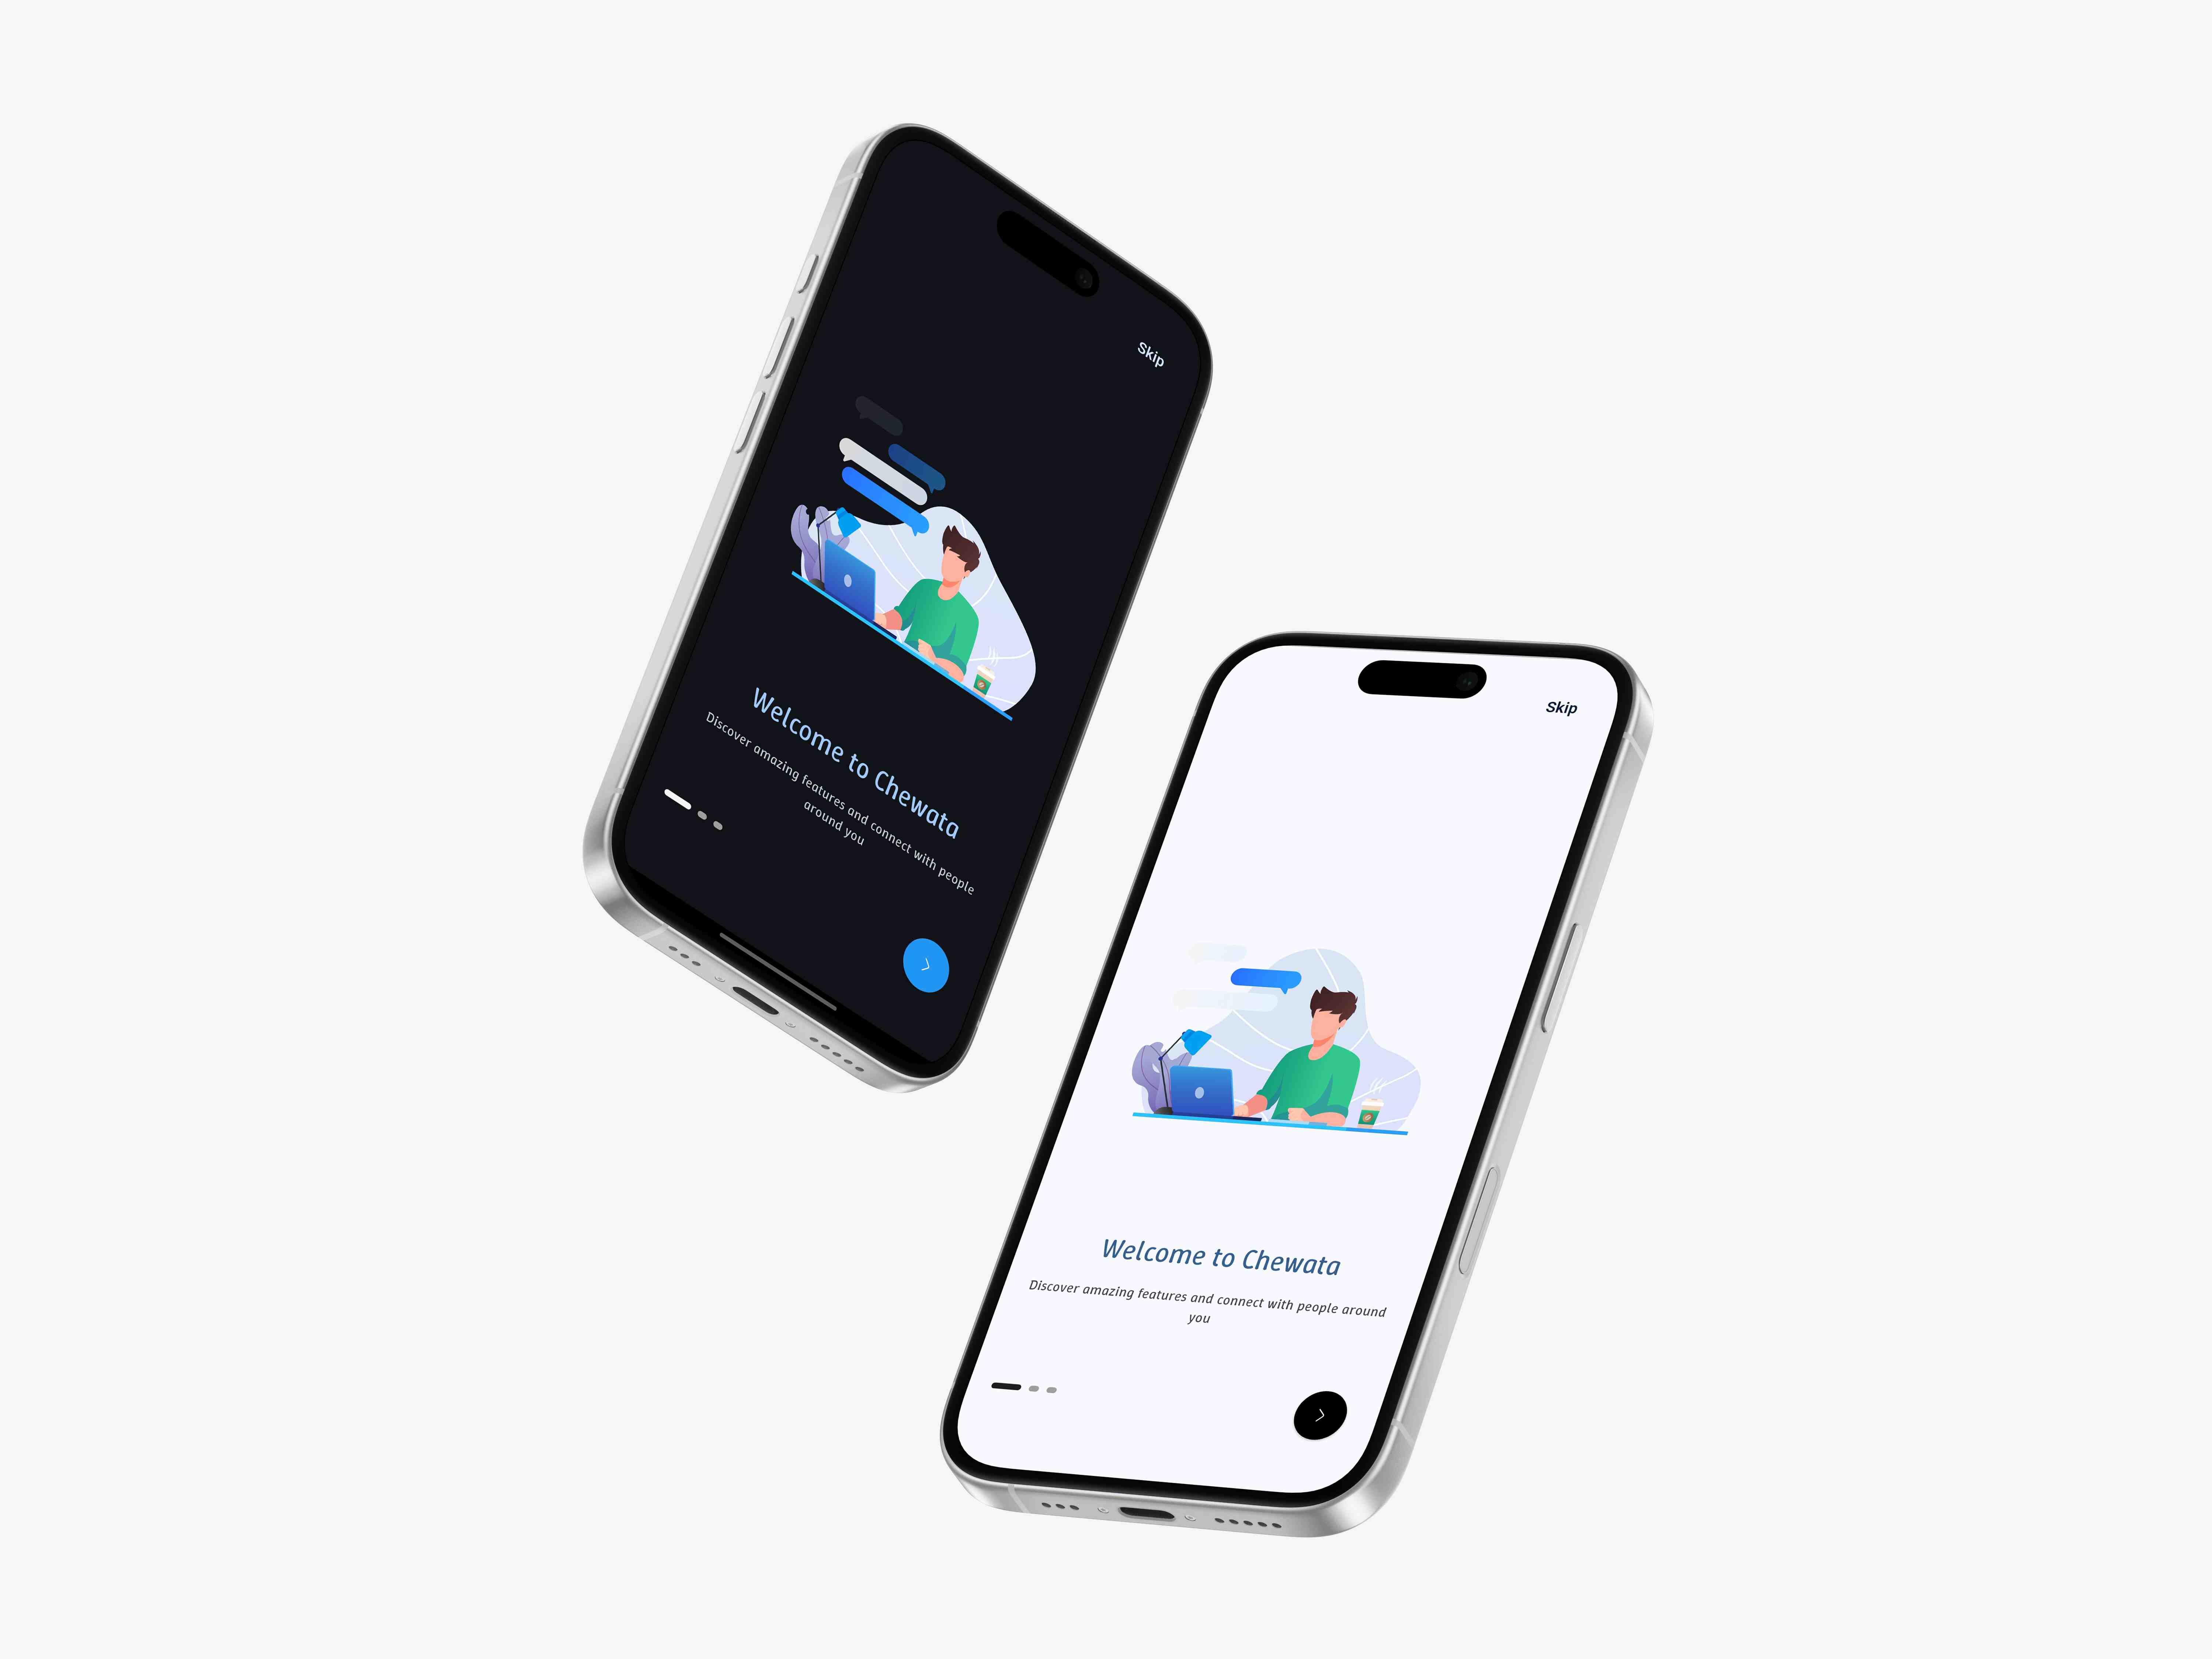 Skip
Welcome to Chewata
Discover amazing features and connect with people
around you
Skip
Welcome to Chewata
Discover amazing features and connect with people around
you